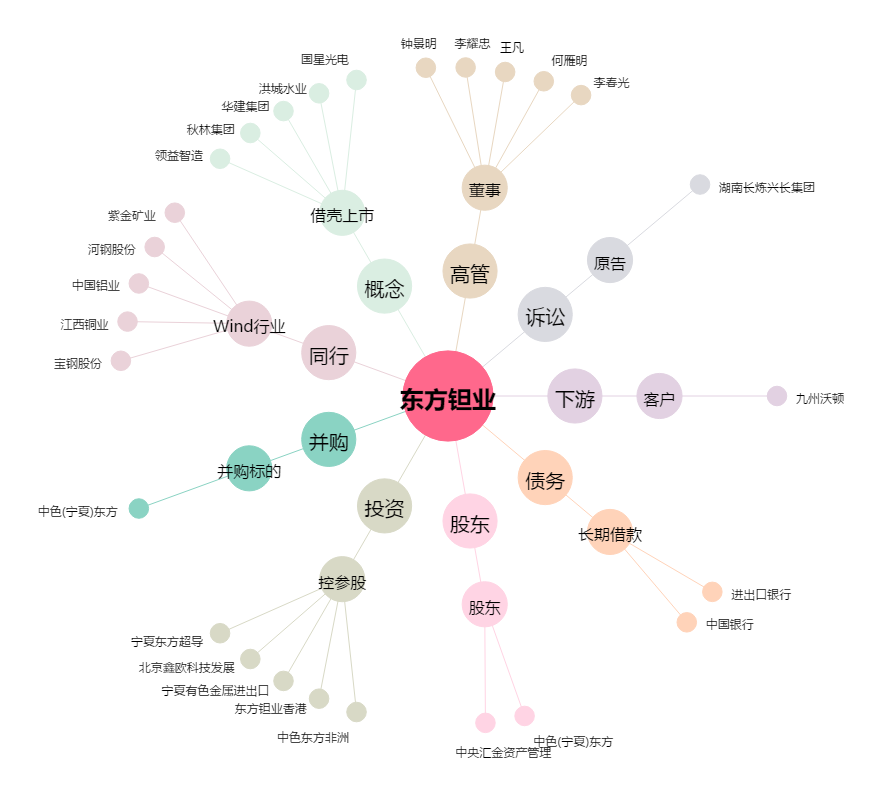 钟景明
李耀忠
王凡
何雁明
李春光
国星光电
洪城水业
华建集团
秋林集团
领益智造
董事
借壳上市
湖南长炼兴长集团
紫金矿业
河钢股份
中国铝业
江西铜业
宝钢股份
Wind行业
同行
概念
高管
诉讼
原告
东方钽业
下游
客户
九州沃顿
并购
并购标的
中色(宁夏)东方
投资
控参股
宁夏东方超导
北京鑫欧科技发展
宁夏有色金属进出口
东方钽业香港
中色东方非洲
股东
股东
中央汇金资产管理
中色(宁夏)东方
债务
长期借款
进出口银行
中国银行